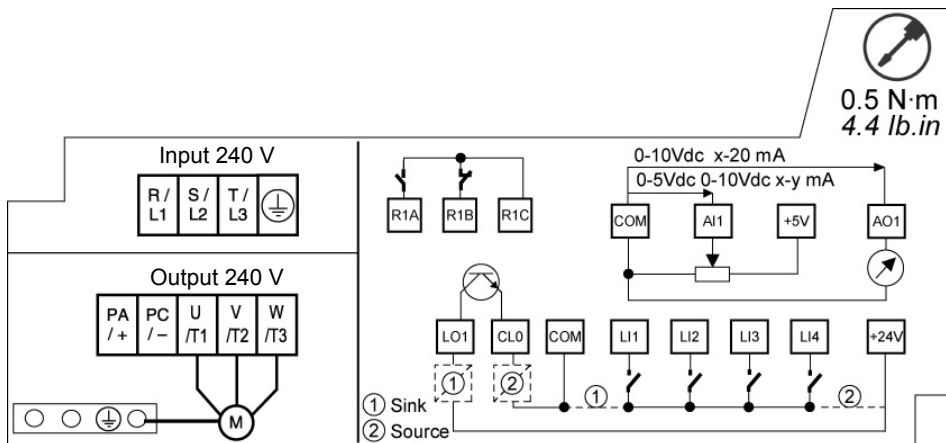 0.5 N·m
4.4 lb.in
Input 240 V
R / L1
S / L2
T / L3
Output 240 V
PA / +
PC / –
U /T1
V /T2
W /T3
M
R1A
R1B
R1C
0-10Vdc x-20 mA
0-5Vdc 0-10Vdc x-y mA
COM
AI1
+5V
AO1
LO1
CL0
COM
LI1
LI2
LI3
LI4
+24V
1
2
1
2
1 Sink
2 Source